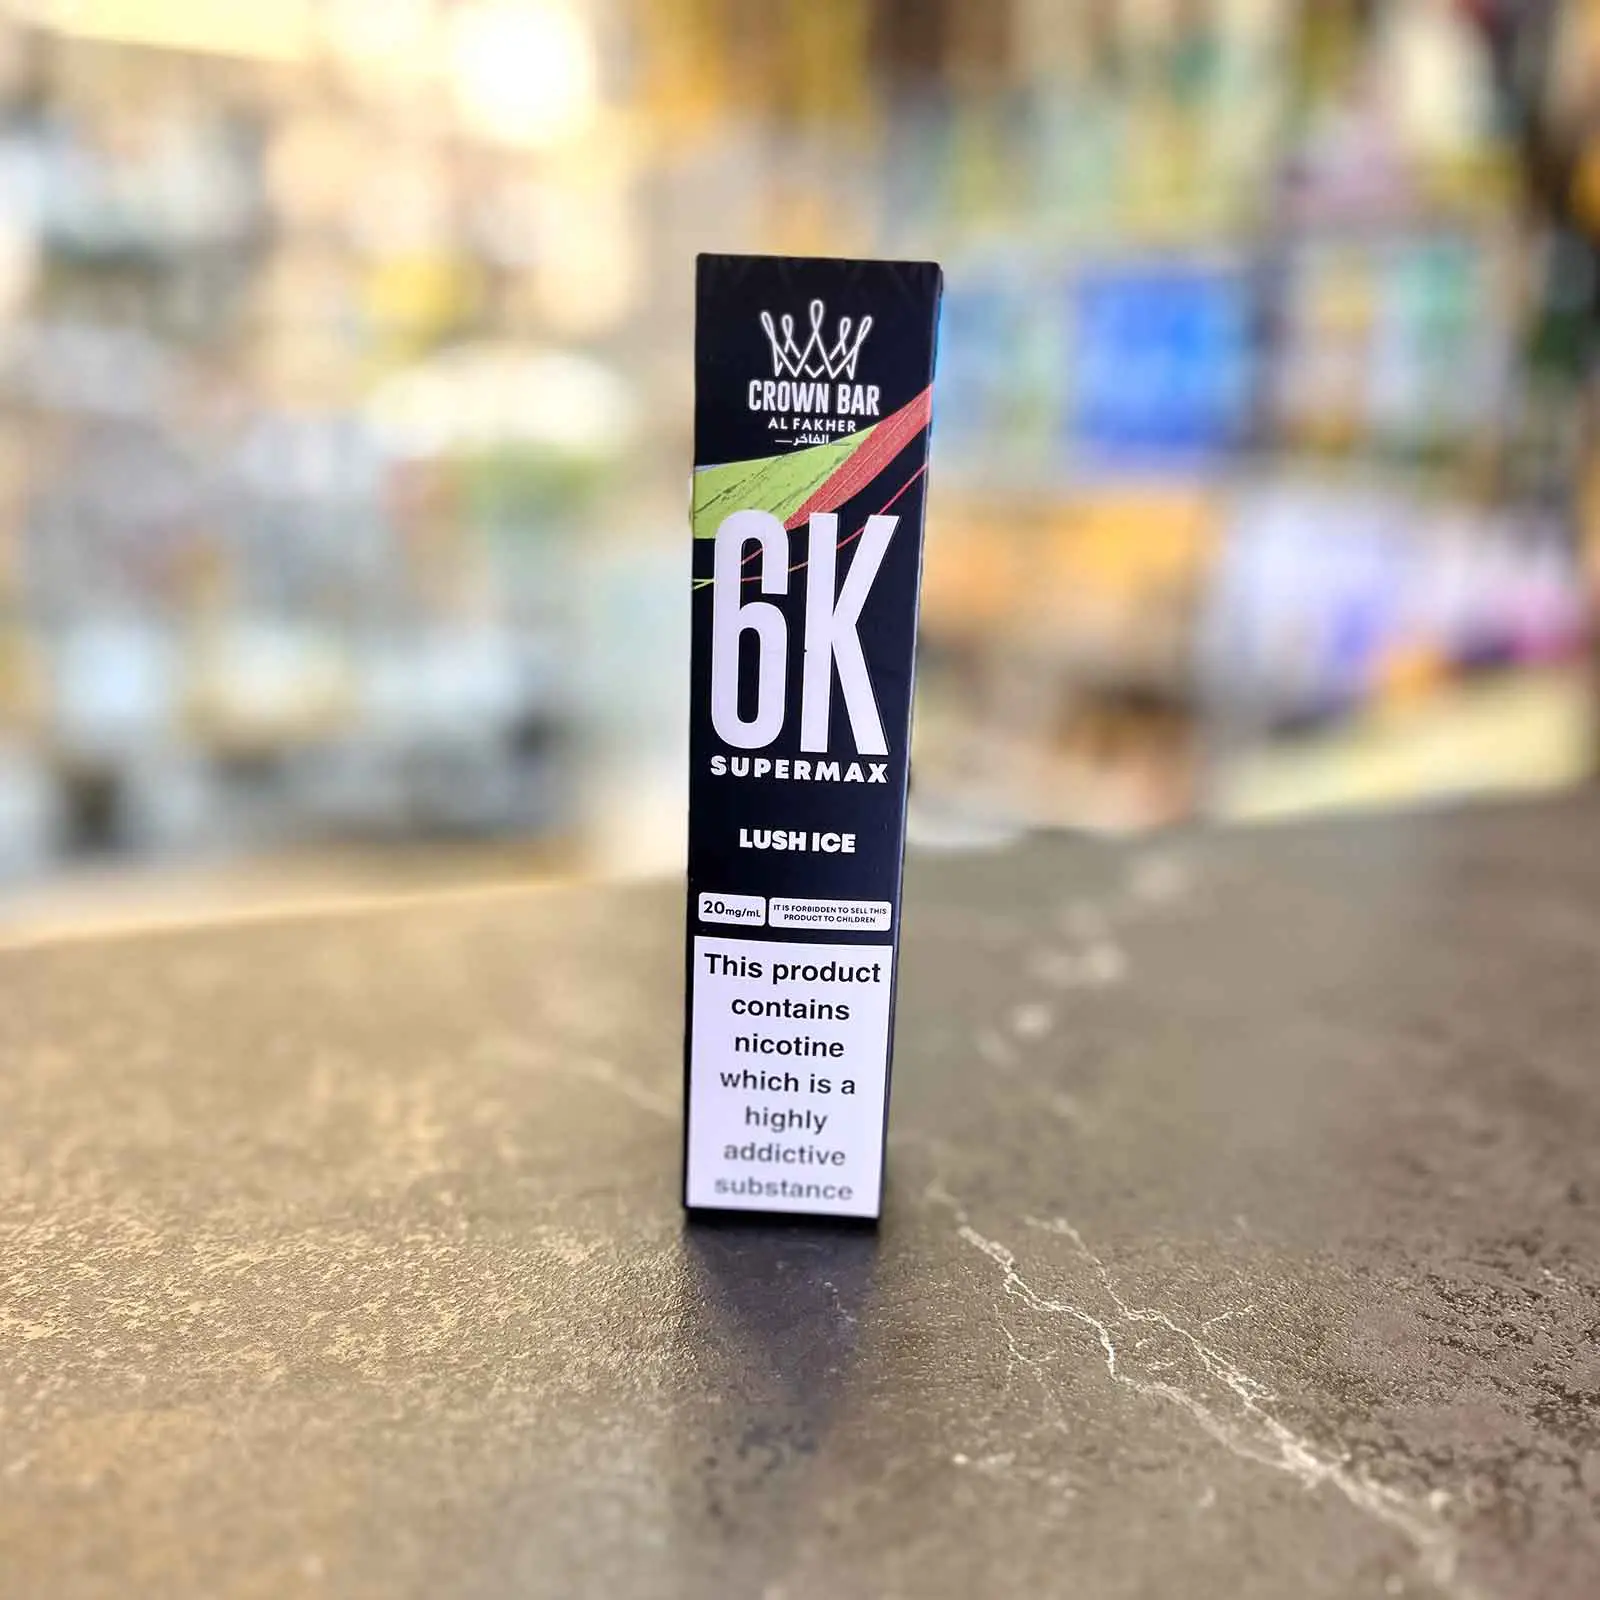 CROWN BAR
AL FAKHER
الفاخر
6K
SUPERMAX
LUSH ICE
20mg/mL
IT IS FORBIDDEN TO SELL THIS
PRODUCT TO CHILDREN
This product
contains
nicotine
which is a
highly
addictive
substance